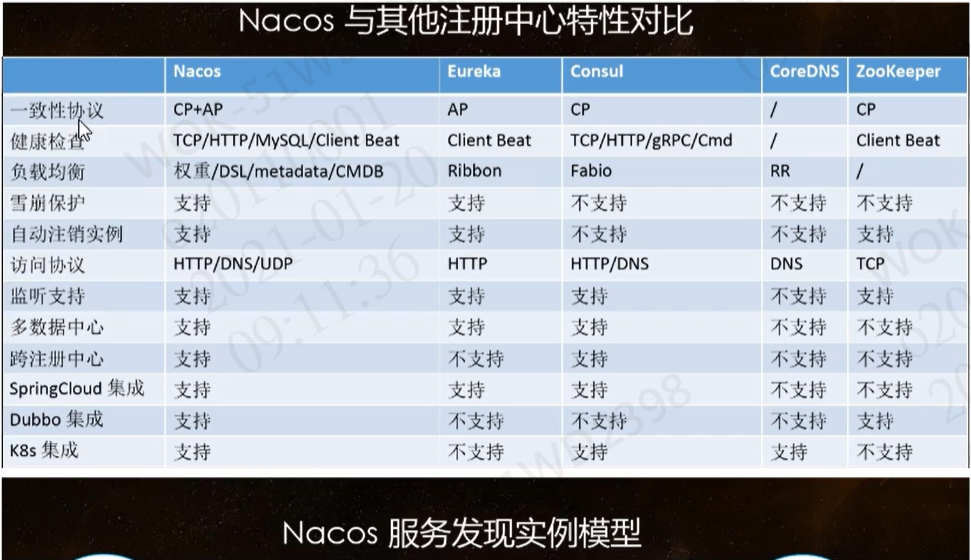 Nacos 与其他注册中心特性对比
Nacos Eureka Consul CoreDNS ZooKeeper
一致性协议 CP+AP AP CP / CP
健康检查 TCP/HTTP/MySQL/Client Beat Client Beat TCP/HTTP/gRPC/Cmd / Client Beat
负载均衡 权重/DSL/metadata/CMDB Ribbon Fabio RR /
雪崩保护 支持 支持 不支持 不支持 不支持
自动注销实例 支持 支持 不支持 不支持 支持
访问协议 HTTP/DNS/UDP HTTP HTTP/DNS DNS TCP
监听支持 支持 支持 支持 不支持 支持
多数据中心 支持 支持 支持 不支持 不支持
跨注册中心 支持 不支持 支持 不支持 不支持
SpringCloud 集成 支持 支持 支持 不支持 不支持
Dubbo 集成 支持 不支持 不支持 不支持 支持
K8s 集成 支持 不支持 支持 支持 不支持
2021-01-20
09:11:36
Nacos 服务发现实例模型